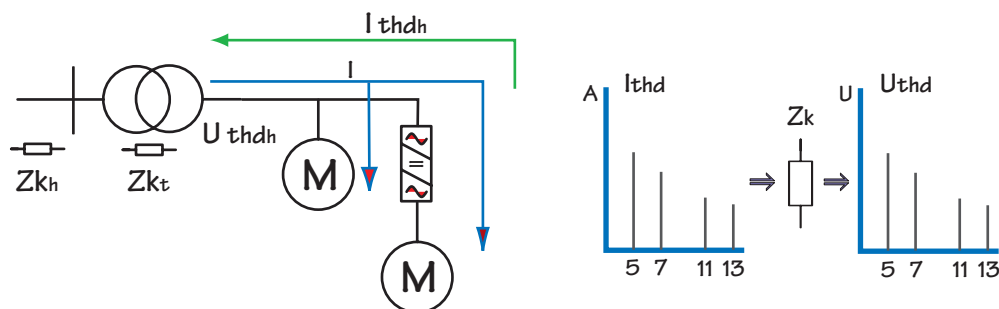 I thdh
I
U thdh
Zkh
Zkt
M
=
M
A
Ithd
5 7 11 13
Zk
U
Uthd
5 7 11 13